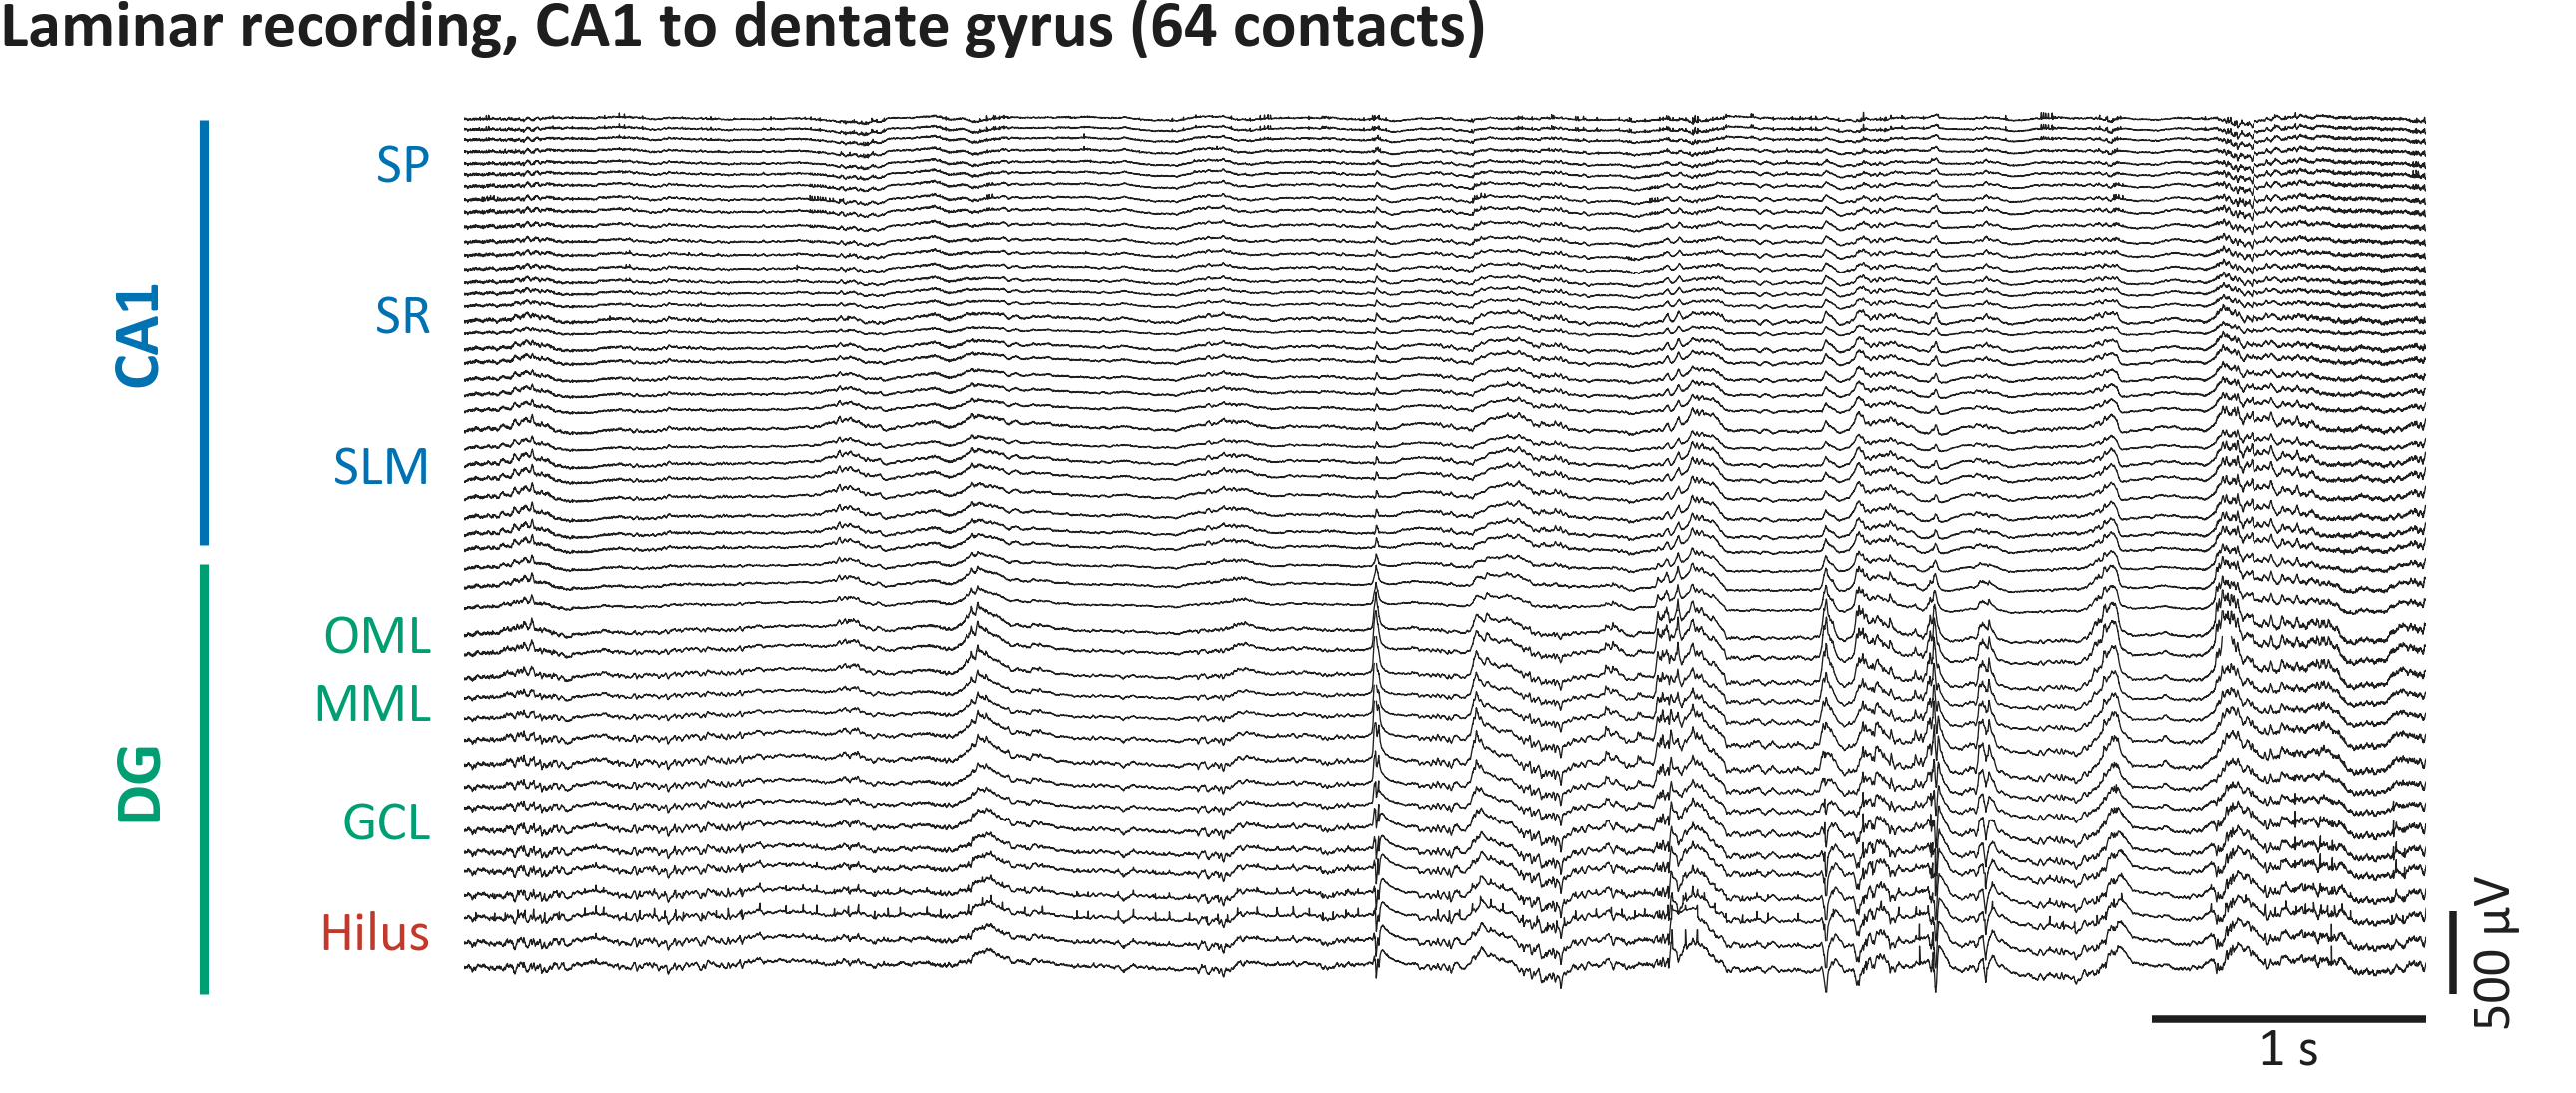 Laminar recording, CA1 to dentate gyrus (64 contacts)
CA1
SP
SR
SLM
DG
OML
MML
GCL
Hilus
500 µV
1 s